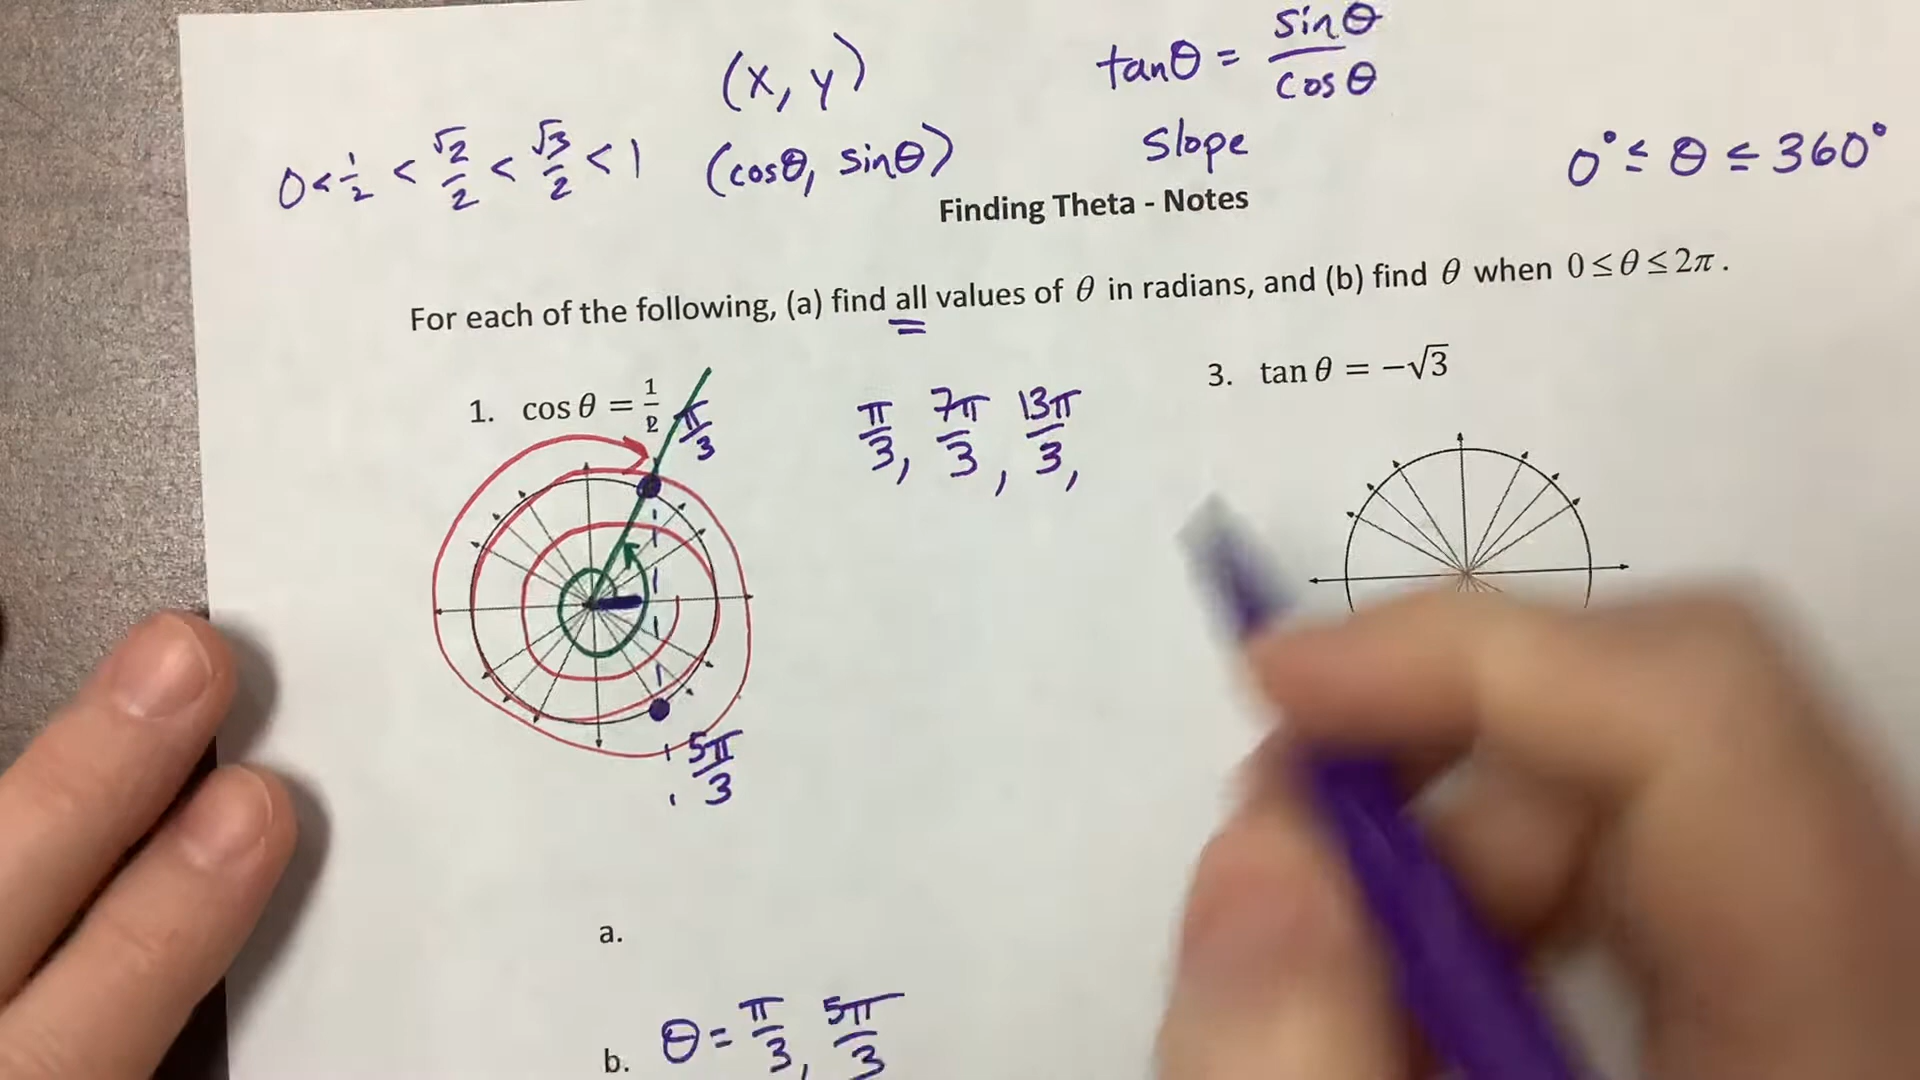 (x, y)
tanθ = sinθ/cosθ
0 < 1/2 < √2/2 < √3/2 < 1
(cosθ, sinθ)
slope
0° ≤ θ ≤ 360°
Finding Theta - Notes
For each of the following, (a) find all values of θ in radians, and (b) find θ when 0 ≤ θ ≤ 2π.
1. cos θ = 1/2
π/3
π/3, 7π/3, 13π/3,
3. tan θ = −√3
5π/3
a.
b. θ = π/3, 5π/3